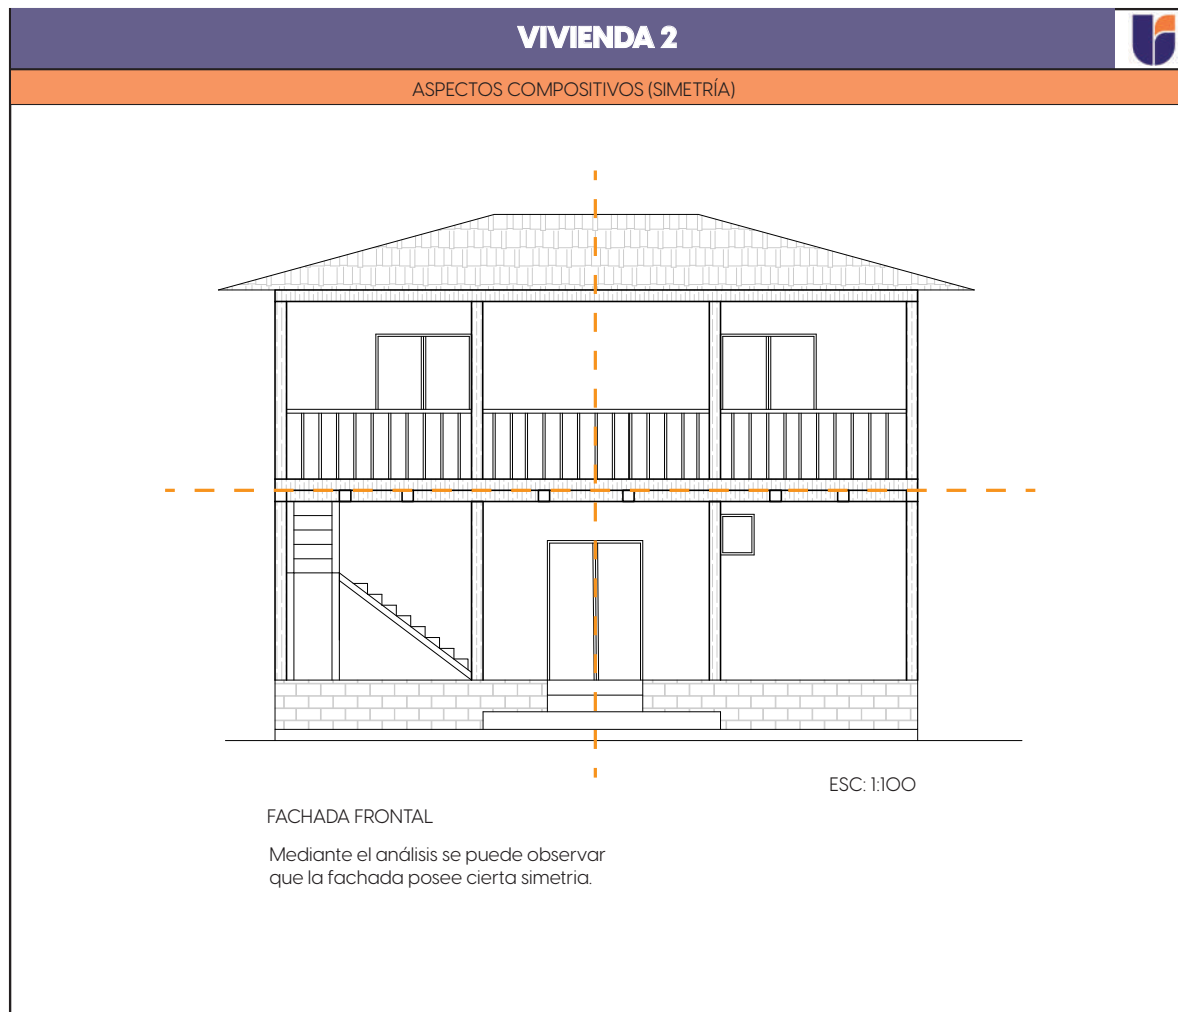 VIVIENDA 2
ASPECTOS COMPOSITIVOS (SIMETRÍA)
ESC: 1:100
FACHADA FRONTAL
Mediante el análisis se puede observar
que la fachada posee cierta simetria.